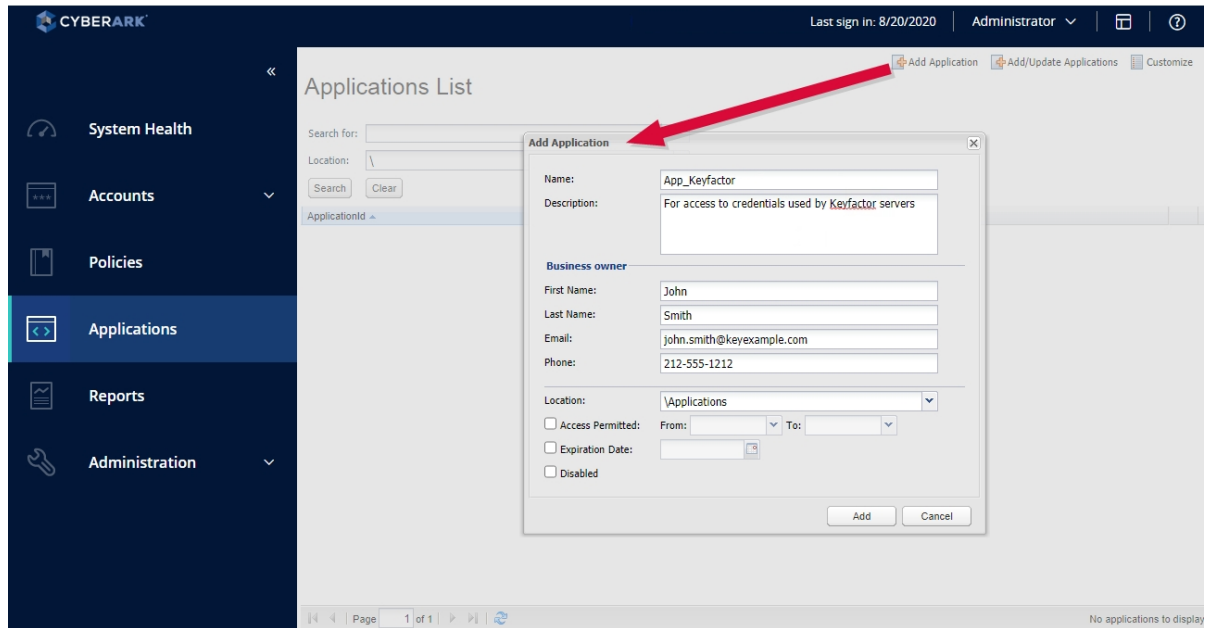 CYBERARK
Last sign in: 8/20/2020 Administrator
Add Application Add/Update Applications Customize
Applications List
System Health
Accounts
Policies
Applications
Reports
Administration
Search for:
Location: \
Search Clear
ApplicationId
Add Application
Name: App_Keyfactor
Description: For access to credentials used by Keyfactor servers
Business owner
First Name: John
Last Name: Smith
Email: john.smith@keyexample.com
Phone: 212-555-1212
Location: \Applications
Access Permitted: From: To:
Expiration Date:
Disabled
Add Cancel
Page 1 of 1
No applications to display